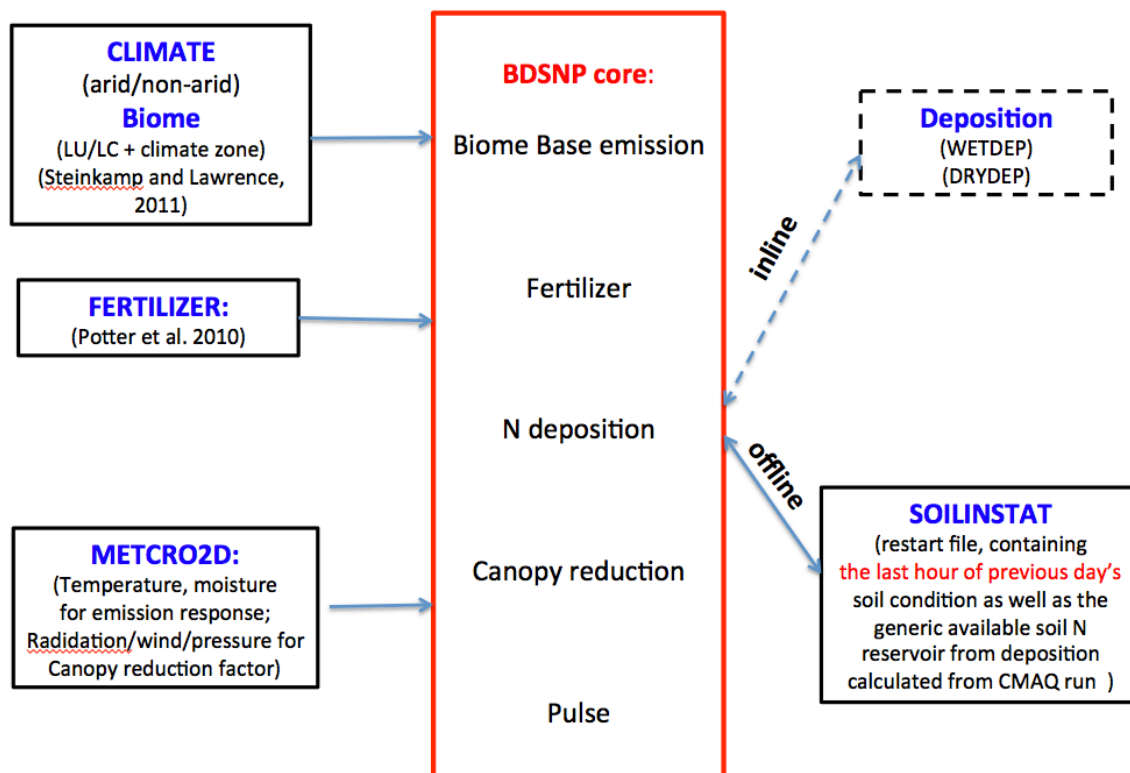 CLIMATE
(arid/non-arid)
Biome
(LU/LC + climate zone)
(Steinkamp and Lawrence,
2011)
FERTILIZER:
(Potter et al. 2010)
METCRO2D:
(Temperature, moisture
for emission response;
Radidation/wind/pressure for
Canopy reduction factor)
BDSNP core:
Biome Base emission
Fertilizer
N deposition
Canopy reduction
Pulse
inline
offline
Deposition
(WETDEP)
(DRYDEP)
SOILINSTAT
(restart file, containing
the last hour of previous day’s
soil condition as well as the
generic available soil N
reservoir from deposition
calculated from CMAQ run )